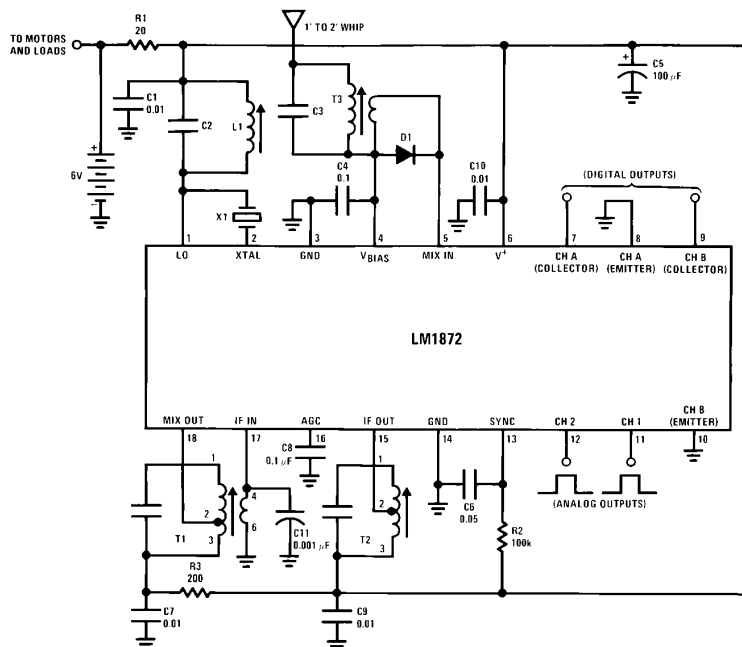 R1
20
TO MOTORS
AND LOADS
1' TO 2' WHIP
+ C5
100 μF
C1
0.01
C2
L1
C3
T3
D1
C4
0.1
C10
0.01
+
6V
-
X1
(DIGITAL OUTPUTS)
1 2 3 4 5 6 7 8 9
LO XTAL GND VBIAS MIX IN V+ CH A
(COLLECTOR)
CH A
(EMITTER)
CH B
(COLLECTOR)
LM1872
MIX OUT IF IN AGC IF OUT GND SYNC CH 2 CH 1 CH B
(EMITTER)
18 17 16 15 14 13 12 11 10
C8
0.1 μF
1
2
3
T1
4
6
C11
0.001 μF
1
2
3
T2
C6
0.05
R2
100k
(ANALOG OUTPUTS)
R3
200
C7
0.01
C9
0.01